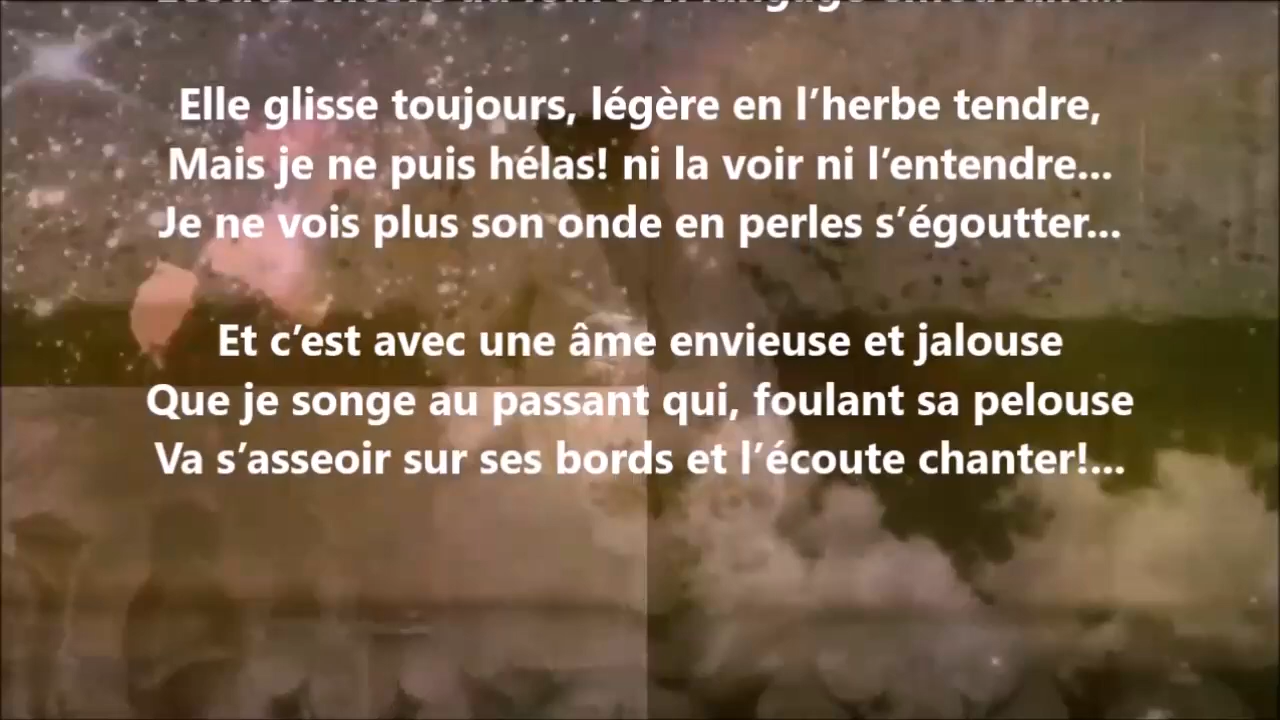 Elle glisse toujours, légère en l’herbe tendre,
Mais je ne puis hélas! ni la voir ni l’entendre...
Je ne vois plus son onde en perles s’égoutter...
Et c’est avec une âme envieuse et jalouse
Que je songe au passant qui, foulant sa pelouse
Va s’asseoir sur ses bords et l’écoute chanter!...